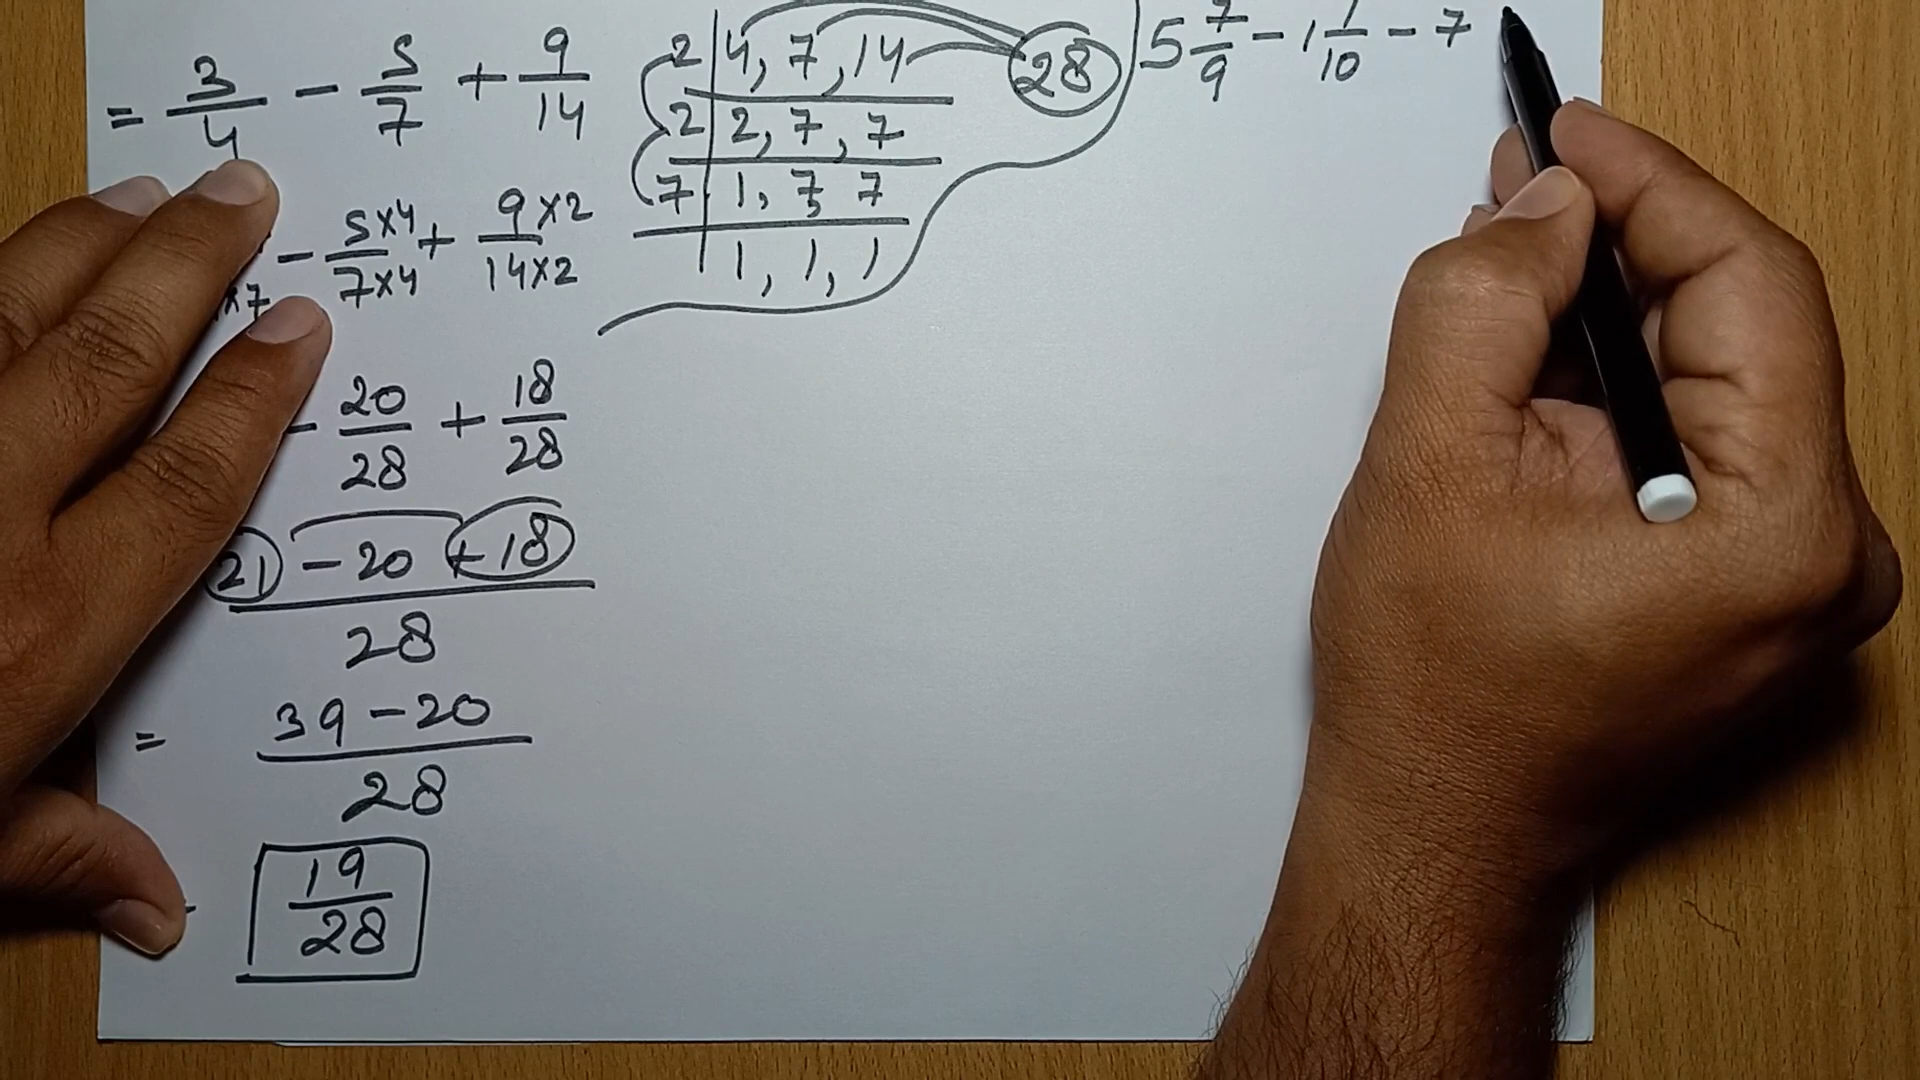 = 3/4 - 5/7 + 9/14
- 5×4/7×4 + 9×2/14×2
×7
- 20/28 + 18/28
21 - 20 + 18
28
= 39 - 20
28
19/28
2 | 4, 7, 14
2 | 2, 7, 7
7 | 1, 7, 7
1, 1, 1
28
5 7/9 - 1 1/10 - 7